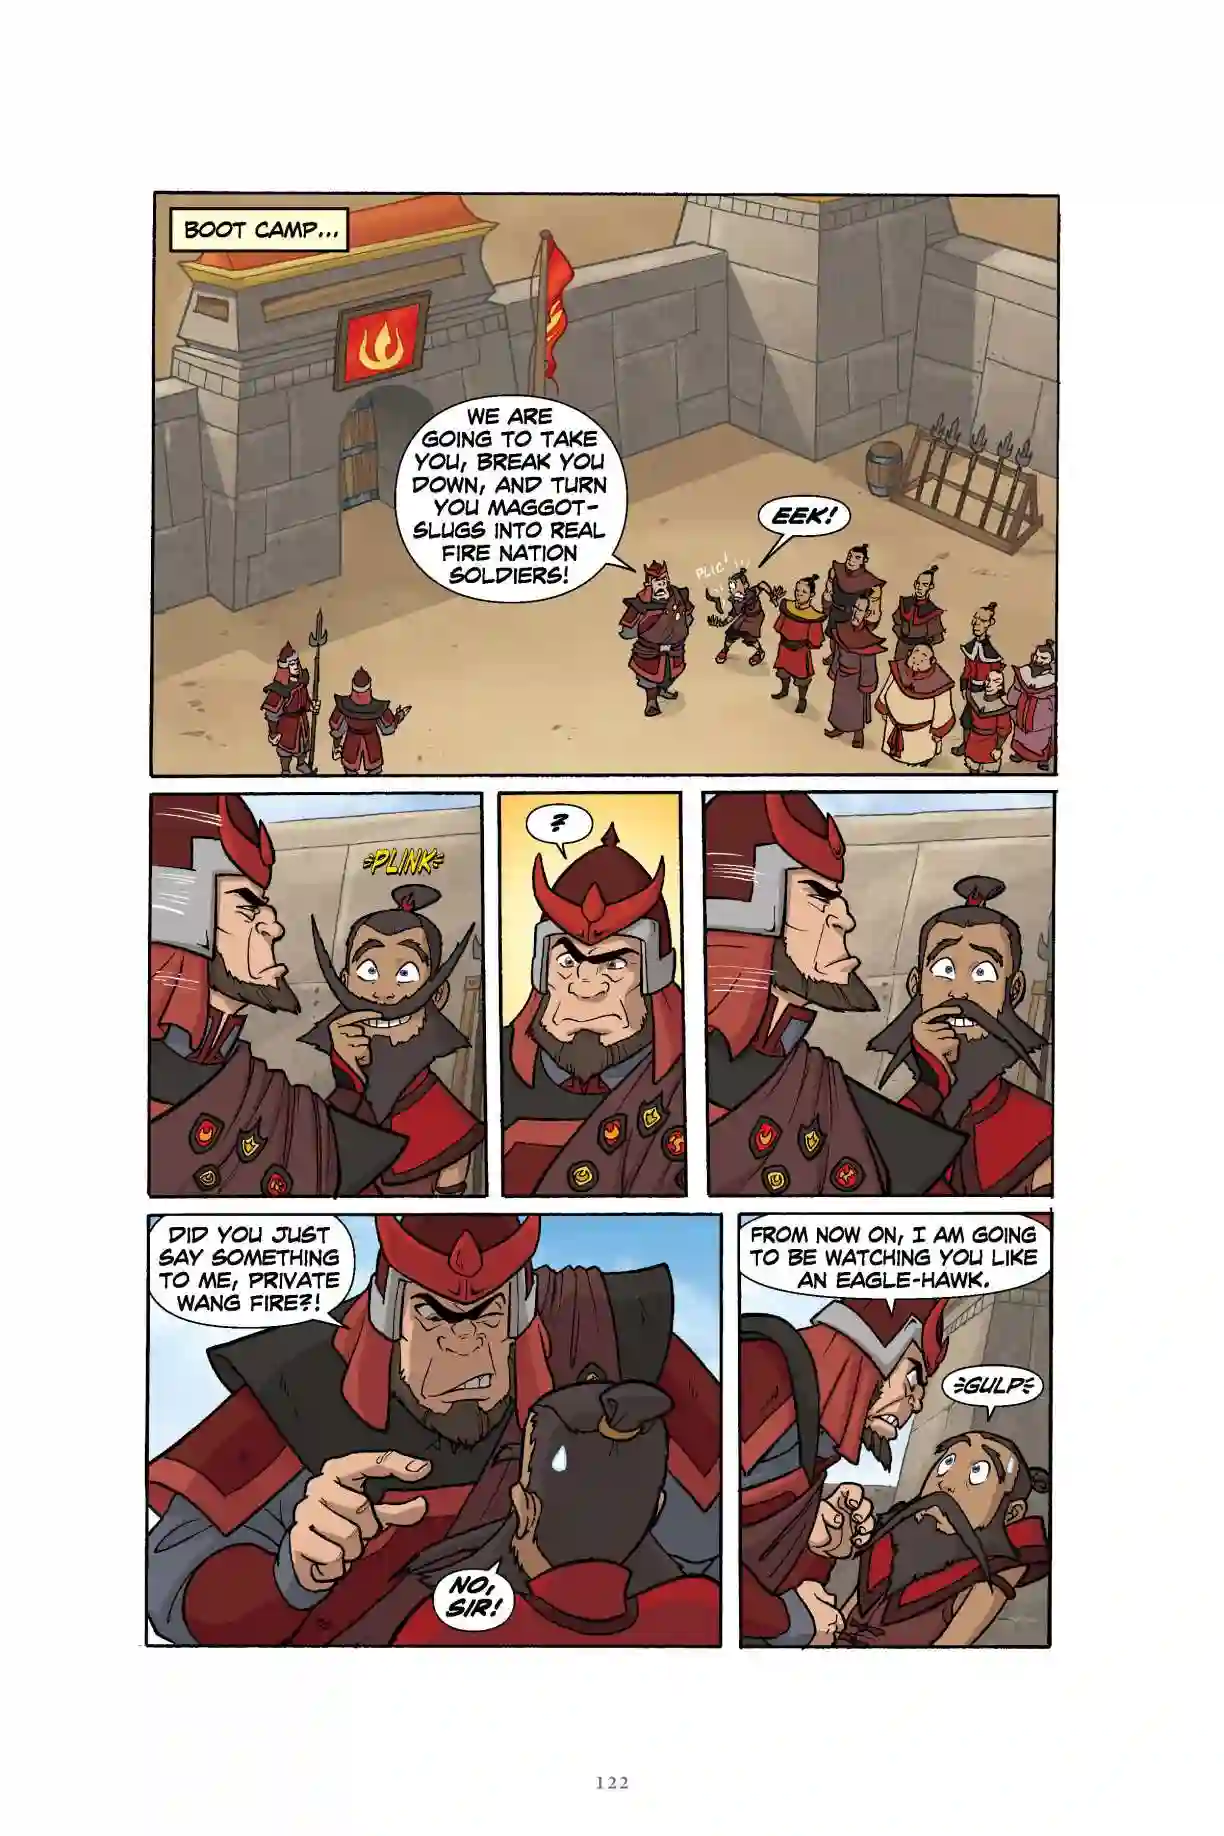 BOOT CAMP...
WE ARE
GOING TO TAKE
YOU, BREAK YOU
DOWN, AND TURN
YOU MAGGOT-
SLUGS INTO REAL
FIRE NATION
SOLDIERS!
PLIC!
EEK!
PLINK
?
DID YOU JUST
SAY SOMETHING
TO ME, PRIVATE
WANG FIRE?!
NO,
SIR!
FROM NOW ON, I AM GOING
TO BE WATCHING YOU LIKE
AN EAGLE-HAWK.
GULP
122